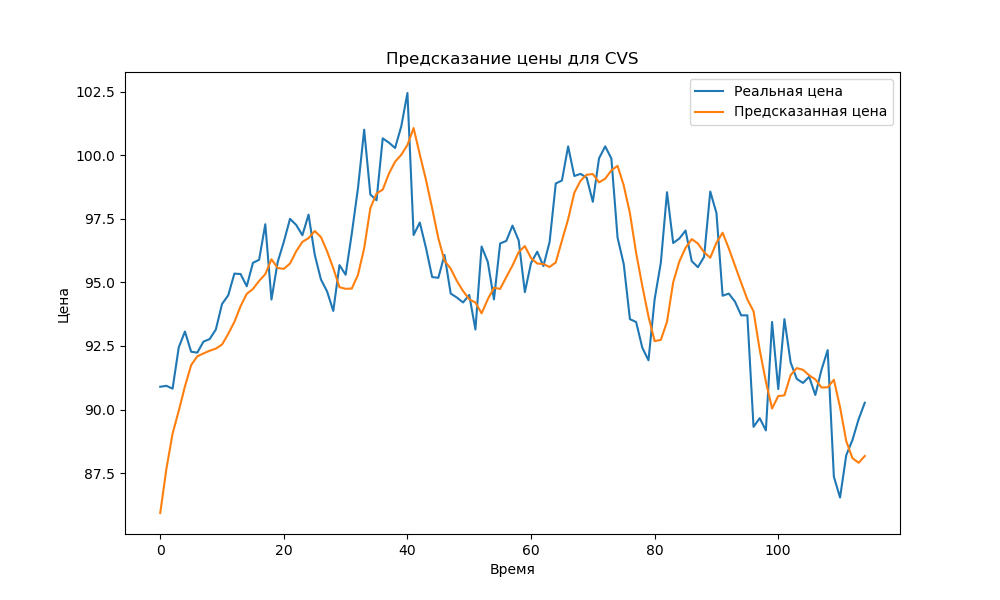 Предсказание цены для CVS
Реальная цена
Предсказанная цена
102.5
100.0
97.5
95.0
92.5
90.0
87.5
Цена
0 20 40 60 80 100
Время